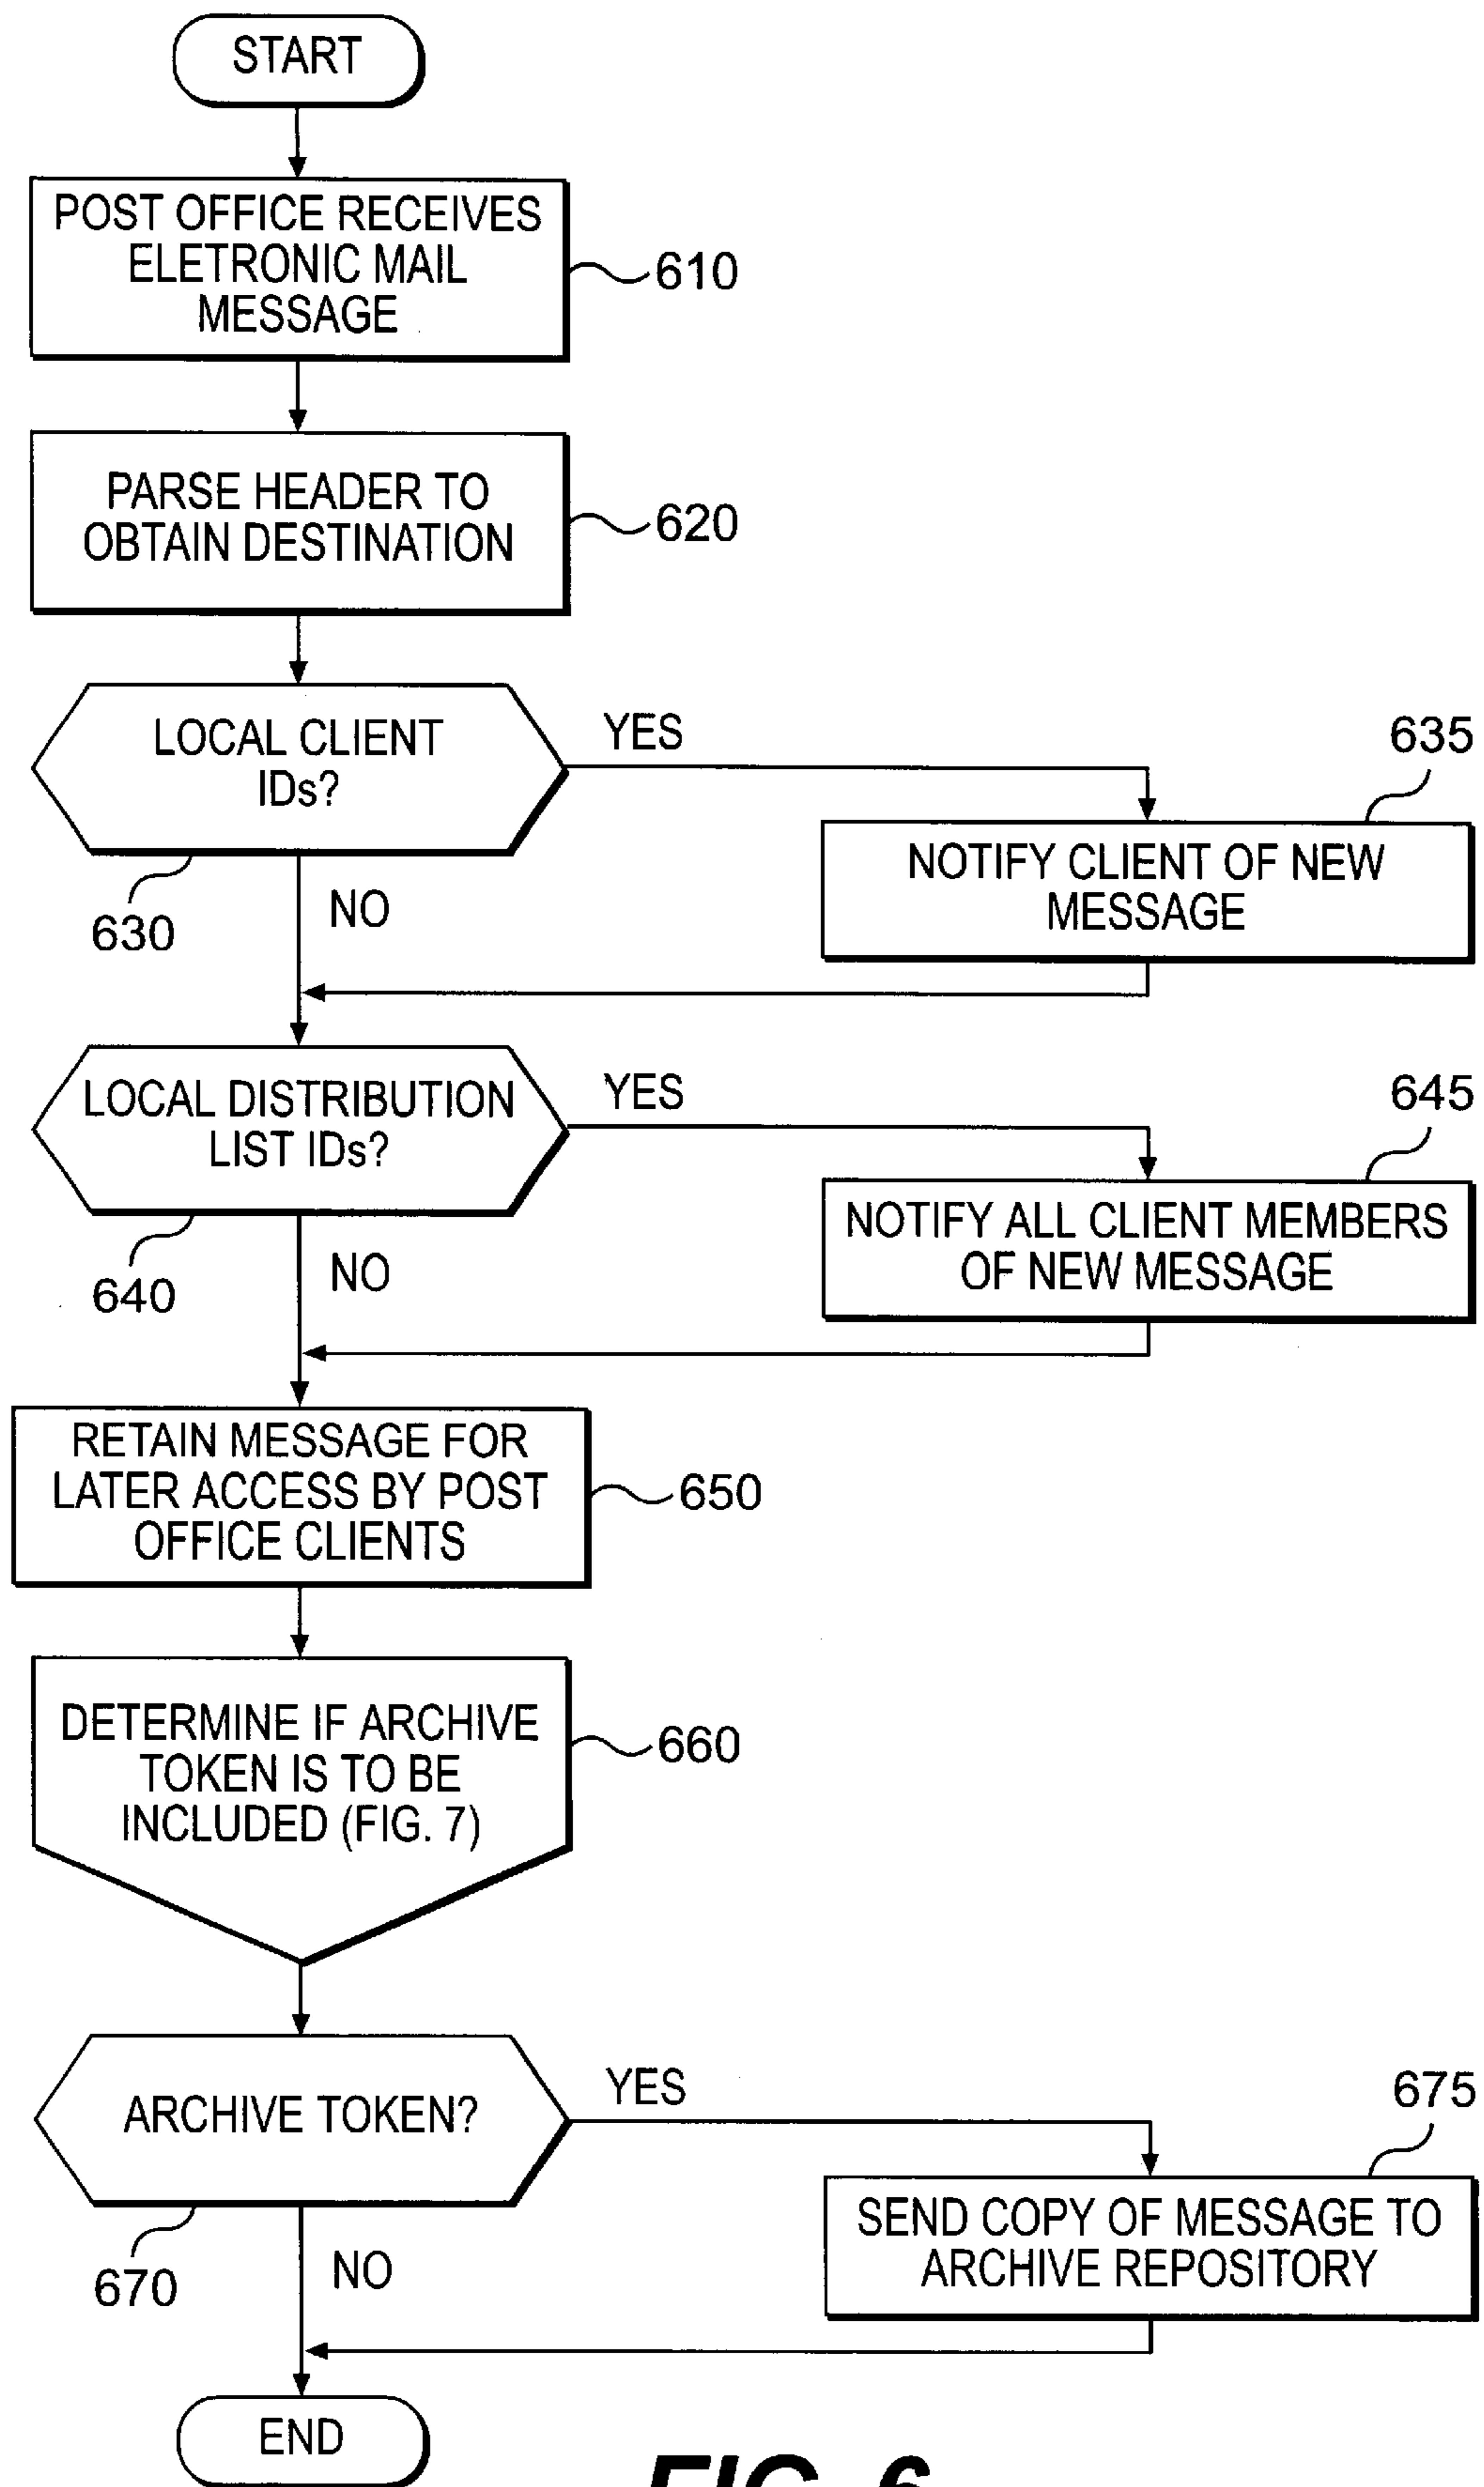 START
POST OFFICE RECEIVES
ELETRONIC MAIL
MESSAGE
610
PARSE HEADER TO
OBTAIN DESTINATION
620
LOCAL CLIENT
IDs?
YES
635
NOTIFY CLIENT OF NEW
MESSAGE
630
NO
LOCAL DISTRIBUTION
LIST IDs?
YES
645
NOTIFY ALL CLIENT MEMBERS
OF NEW MESSAGE
640
NO
RETAIN MESSAGE FOR
LATER ACCESS BY POST
OFFICE CLIENTS
650
DETERMINE IF ARCHIVE
TOKEN IS TO BE
INCLUDED (FIG. 7)
660
ARCHIVE TOKEN?
YES
675
SEND COPY OF MESSAGE TO
ARCHIVE REPOSITORY
670
NO
END
FIG. 6